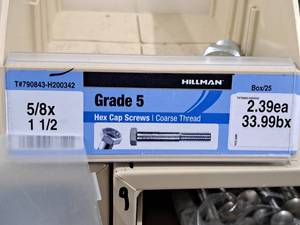 T#790843-H200342
HILLMAN
Box/25
5/8x
1 1/2
Grade 5
Hex Cap Screws | Coarse Thread
2.39ea
33.99bx